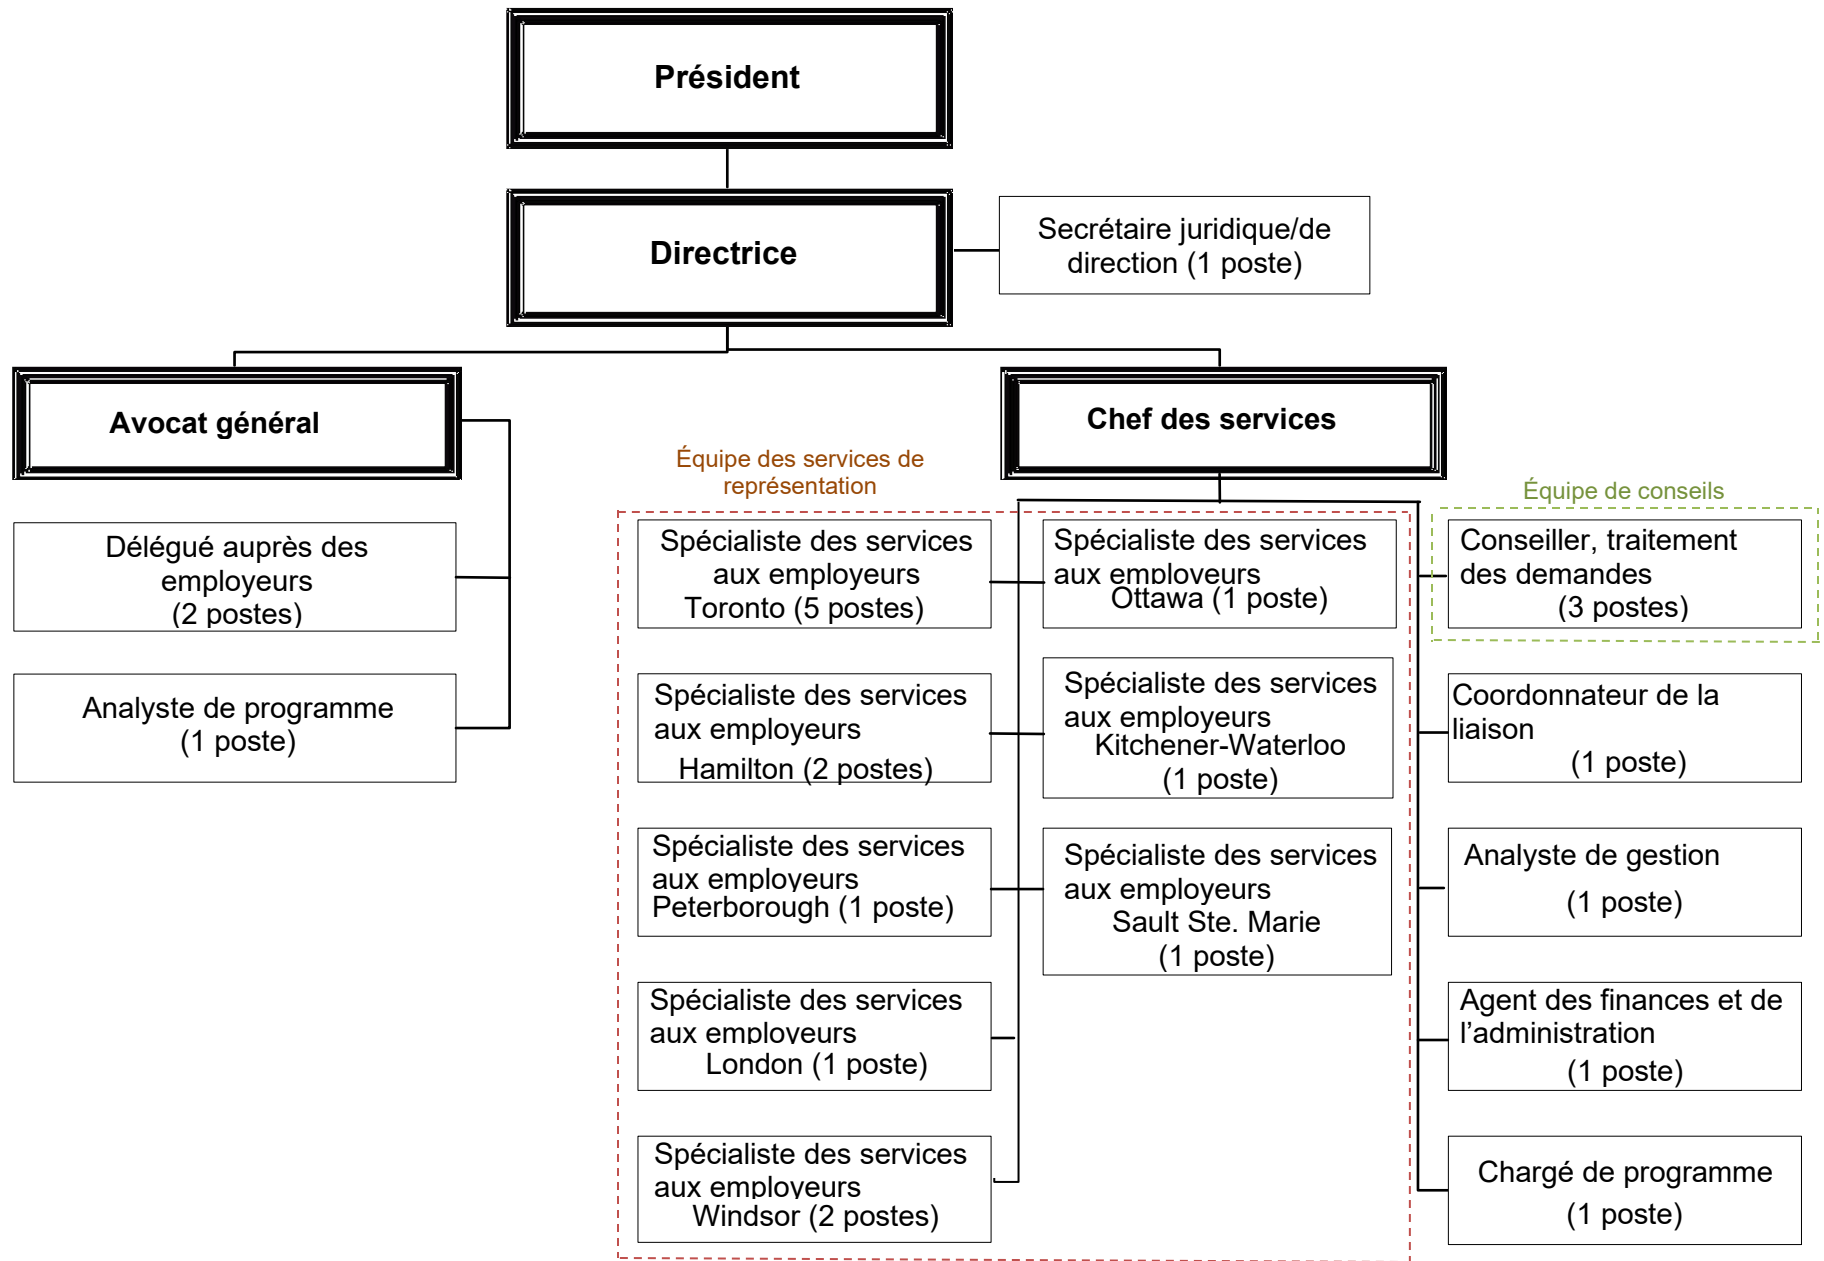 Président
Directrice
Secrétaire juridique/de
direction (1 poste)
Avocat général
Chef des services
Délégué auprès des
employeurs
(2 postes)
Analyste de programme
(1 poste)
Équipe des services de
représentation
Spécialiste des services
aux employeurs
Toronto (5 postes)
Spécialiste des services
aux employeurs
Ottawa (1 poste)
Spécialiste des services
aux employeurs
Hamilton (2 postes)
Spécialiste des services
aux employeurs
Kitchener-Waterloo
(1 poste)
Spécialiste des services
aux employeurs
Peterborough (1 poste)
Spécialiste des services
aux employeurs
Sault Ste. Marie
(1 poste)
Spécialiste des services
aux employeurs
London (1 poste)
Spécialiste des services
aux employeurs
Windsor (2 postes)
Équipe de conseils
Conseiller, traitement
des demandes
(3 postes)
Coordonnateur de la
liaison
(1 poste)
Analyste de gestion
(1 poste)
Agent des finances et de
l’administration
(1 poste)
Chargé de programme
(1 poste)